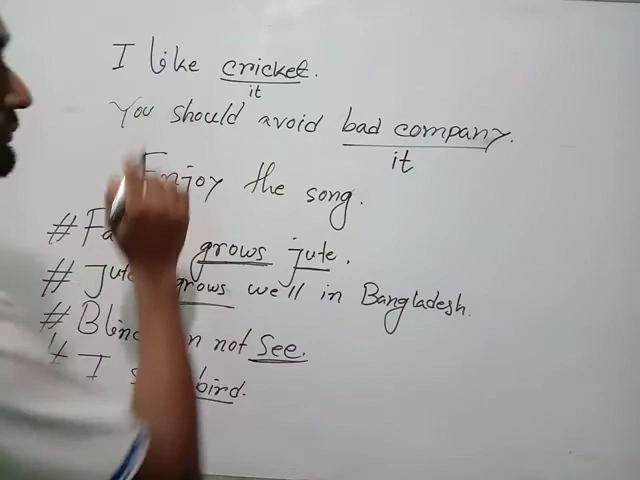 I like cricket.
it
You should avoid bad company.
it
Enjoy the song.
# Fa grows jute.
# Jute grows well in Bangladesh.
# Blind n not see.
# I bird.